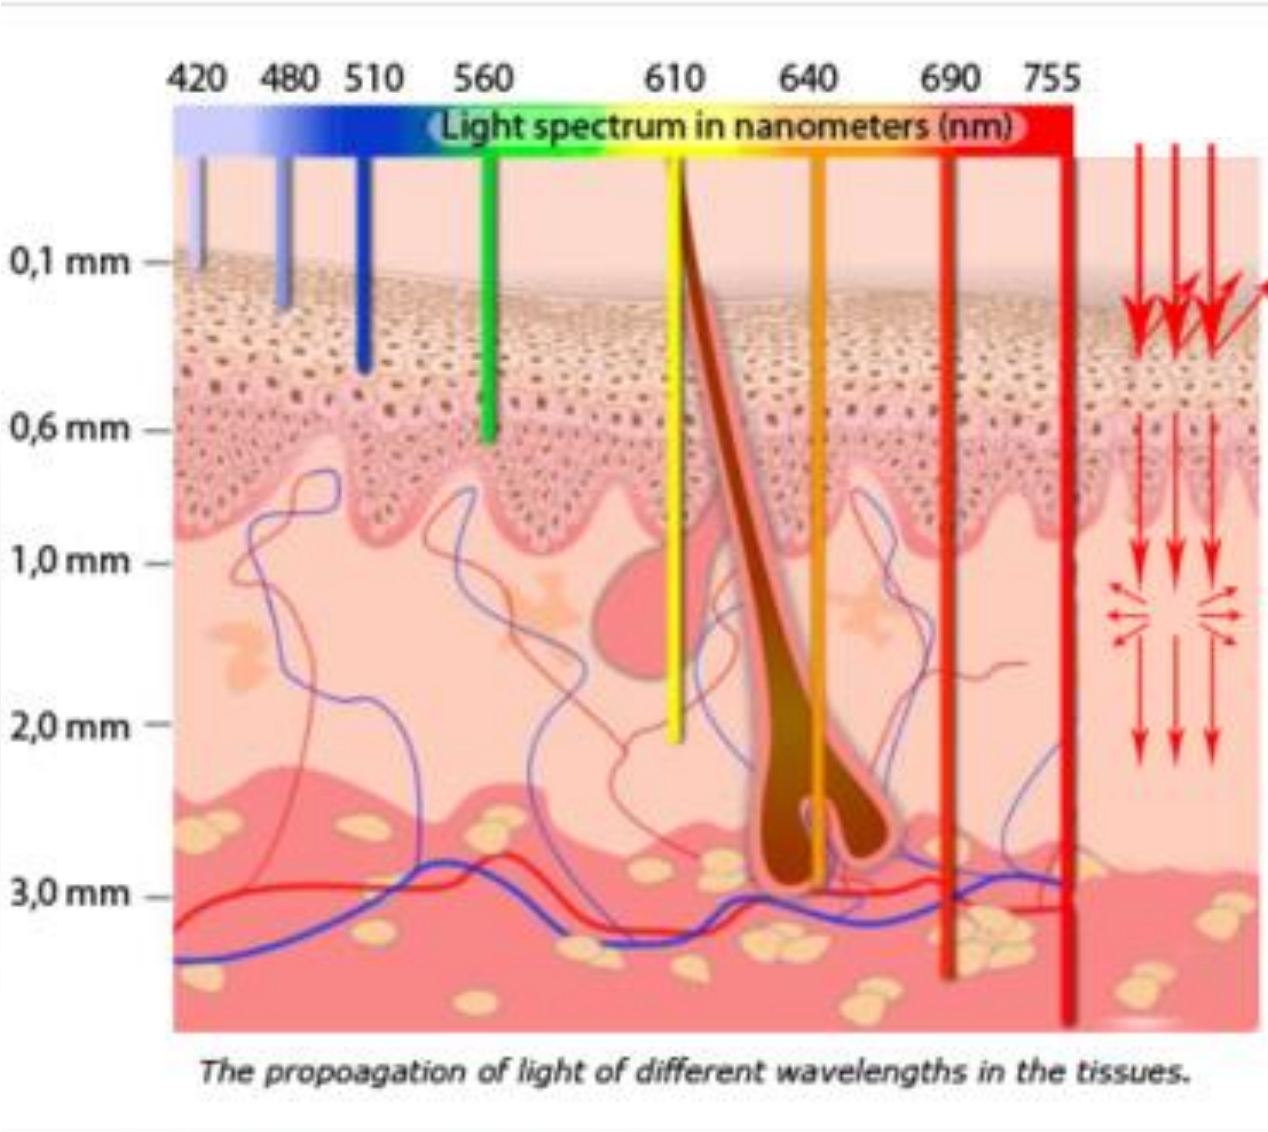 420 480 510 560 610 640 690 755
Light spectrum in nanometers (nm)
0,1 mm
0,6 mm
1,0 mm
2,0 mm
3,0 mm
The propoagation of light of different wavelengths in the tissues.